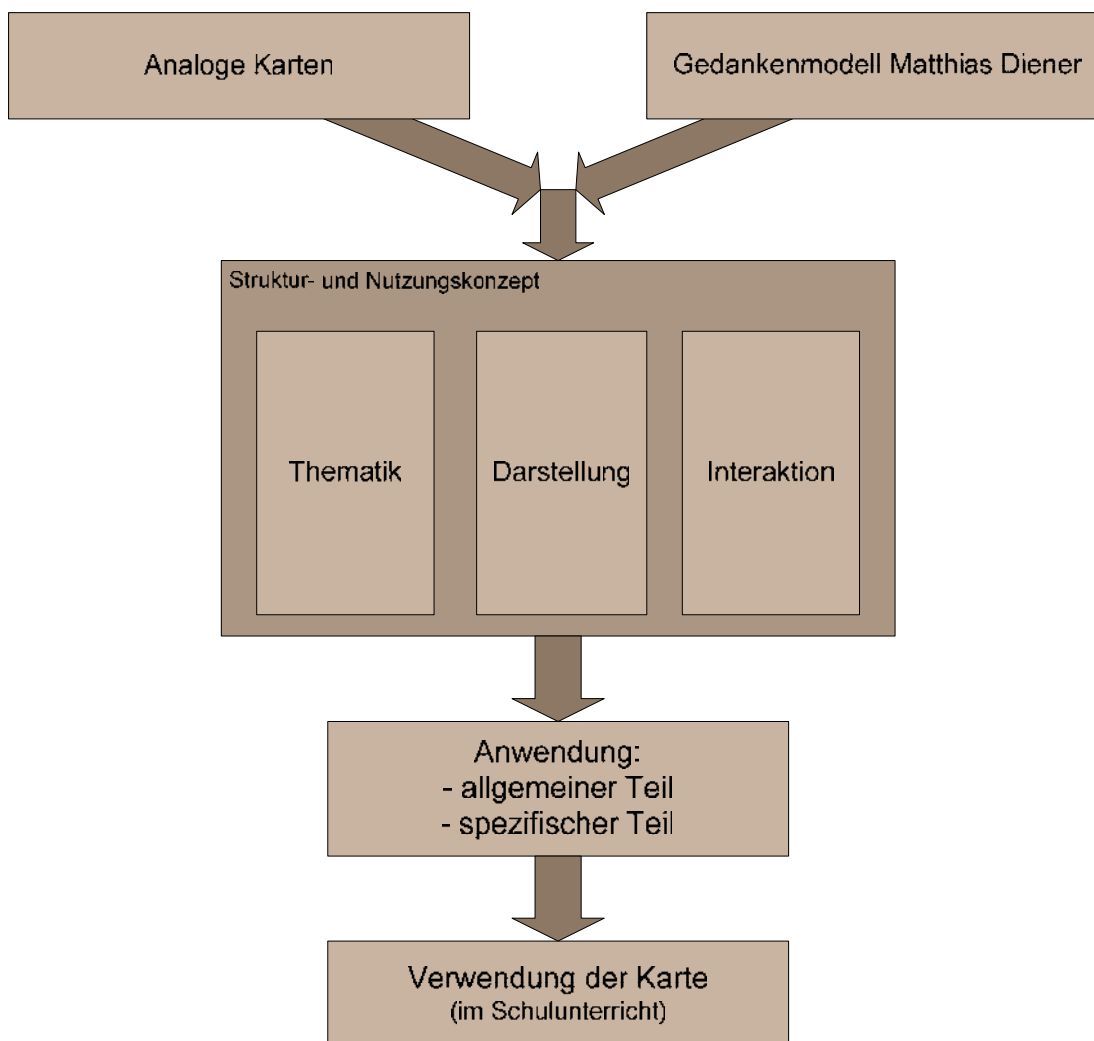 Analoge Karten
Gedankenmodell Matthias Diener
Struktur- und Nutzungskonzept
Thematik
Darstellung
Interaktion
Anwendung:
- allgemeiner Teil
- spezifischer Teil
Verwendung der Karte
(im Schulunterricht)